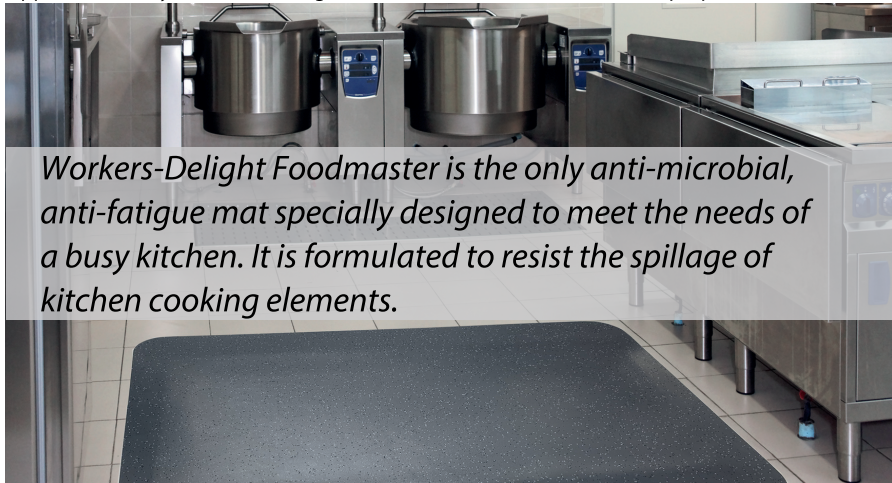 Workers-Delight Foodmaster is the only anti-microbial,
anti-fatigue mat specially designed to meet the needs of
a busy kitchen. It is formulated to resist the spillage of
kitchen cooking elements.